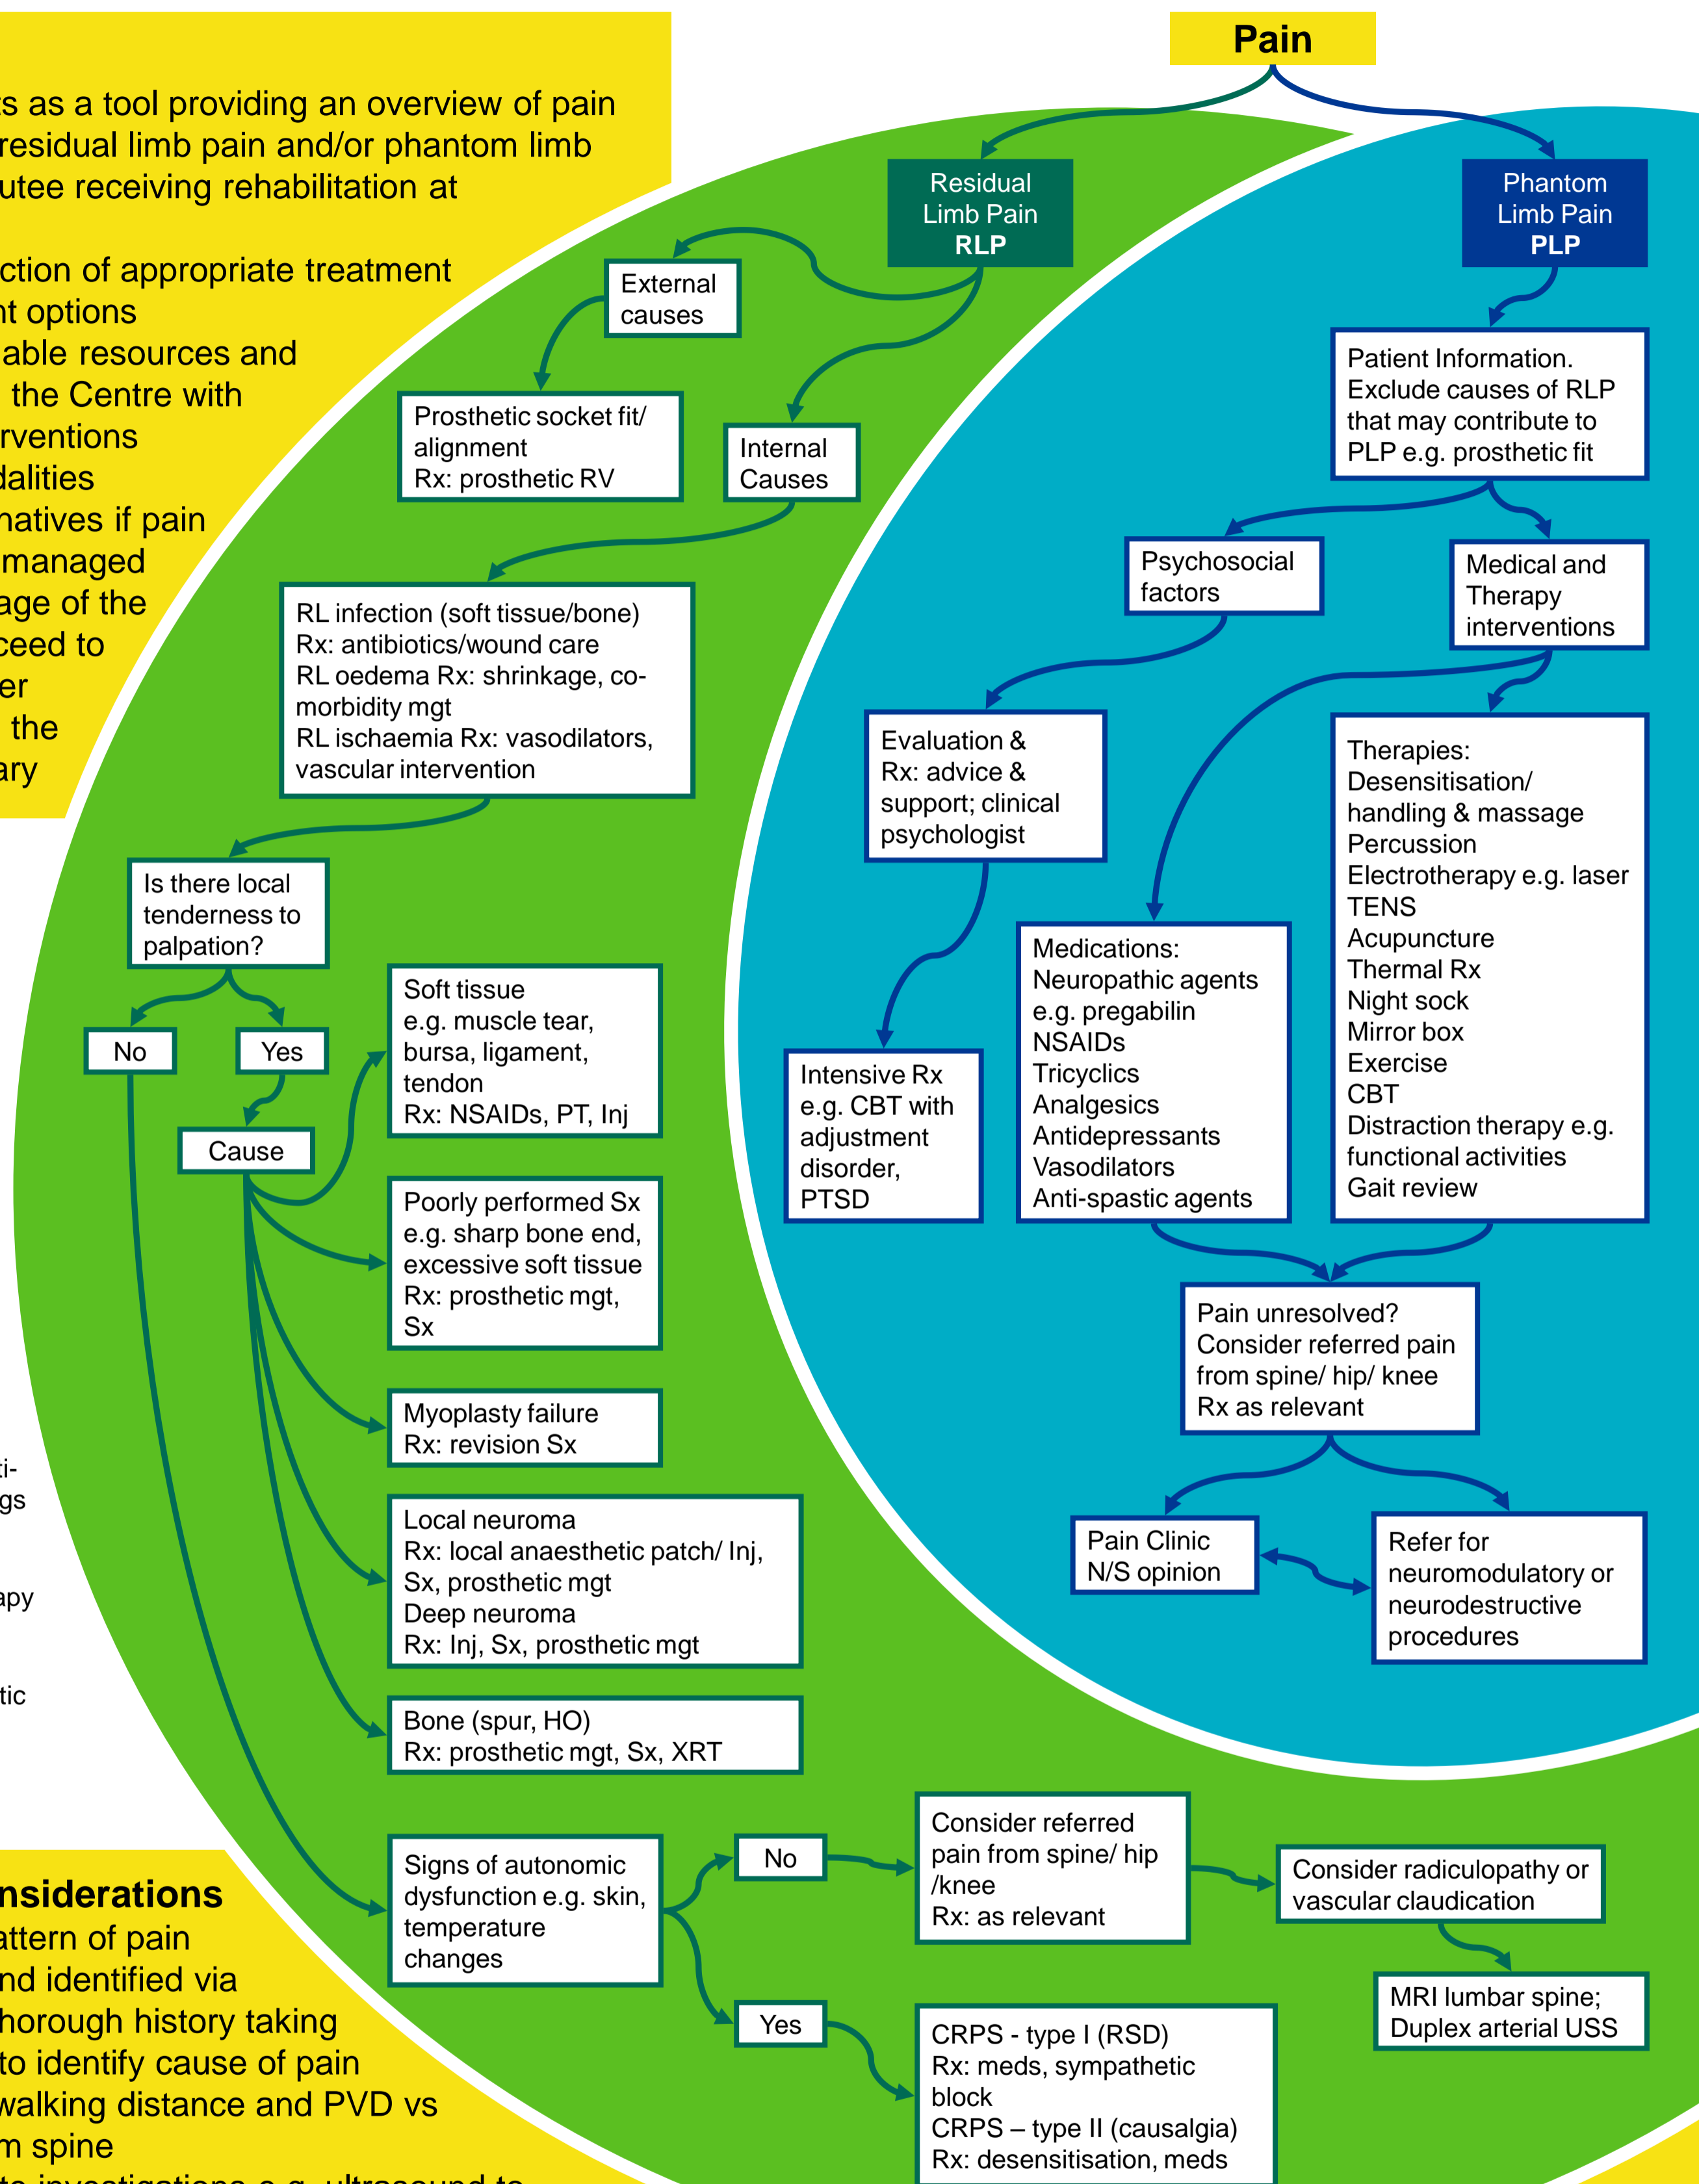 ts as a tool providing an overview of pain
residual limb pain and/or phantom limb
utee receiving rehabilitation at
ction of appropriate treatment
nt options
able resources and
the Centre with
rventions
dalities
natives if pain
managed
age of the
ceed to
er
the
ary
Pain
Residual
Limb Pain
RLP
Phantom
Limb Pain
PLP
External
causes
Prosthetic socket fit/
alignment
Rx: prosthetic RV
Internal
Causes
RL infection (soft tissue/bone)
Rx: antibiotics/wound care
RL oedema Rx: shrinkage, co-
morbidity mgt
RL ischaemia Rx: vasodilators,
vascular intervention
Is there local
tenderness to
palpation?
No
Yes
Cause
Soft tissue
e.g. muscle tear,
bursa, ligament,
tendon
Rx: NSAIDs, PT, Inj
Poorly performed Sx
e.g. sharp bone end,
excessive soft tissue
Rx: prosthetic mgt,
Sx
Myoplasty failure
Rx: revision Sx
Local neuroma
Rx: local anaesthetic patch/ Inj,
Sx, prosthetic mgt
Deep neuroma
Rx: Inj, Sx, prosthetic mgt
Bone (spur, HO)
Rx: prosthetic mgt, Sx, XRT
Signs of autonomic
dysfunction e.g. skin,
temperature
changes
No
Consider referred
pain from spine/ hip
/knee
Rx: as relevant
Consider radiculopathy or
vascular claudication
MRI lumbar spine;
Duplex arterial USS
Yes
CRPS - type I (RSD)
Rx: meds, sympathetic
block
CRPS – type II (causalgia)
Rx: desensitisation, meds
Patient Information.
Exclude causes of RLP
that may contribute to
PLP e.g. prosthetic fit
Psychosocial
factors
Medical and
Therapy
interventions
Evaluation &
Rx: advice &
support; clinical
psychologist
Intensive Rx
e.g. CBT with
adjustment
disorder,
PTSD
Medications:
Neuropathic agents
e.g. pregabilin
NSAIDs
Tricyclics
Analgesics
Antidepressants
Vasodilators
Anti-spastic agents
Therapies:
Desensitisation/
handling & massage
Percussion
Electrotherapy e.g. laser
TENS
Acupuncture
Thermal Rx
Night sock
Mirror box
Exercise
CBT
Distraction therapy e.g.
functional activities
Gait review
Pain unresolved?
Consider referred pain
from spine/ hip/ knee
Rx as relevant
Pain Clinic
N/S opinion
Refer for
neuromodulatory or
neurodestructive
procedures
ti-
gs
apy
tic
nsiderations
attern of pain
nd identified via
horough history taking
to identify cause of pain
walking distance and PVD vs
m spine
te investigations e.g. ultrasound to